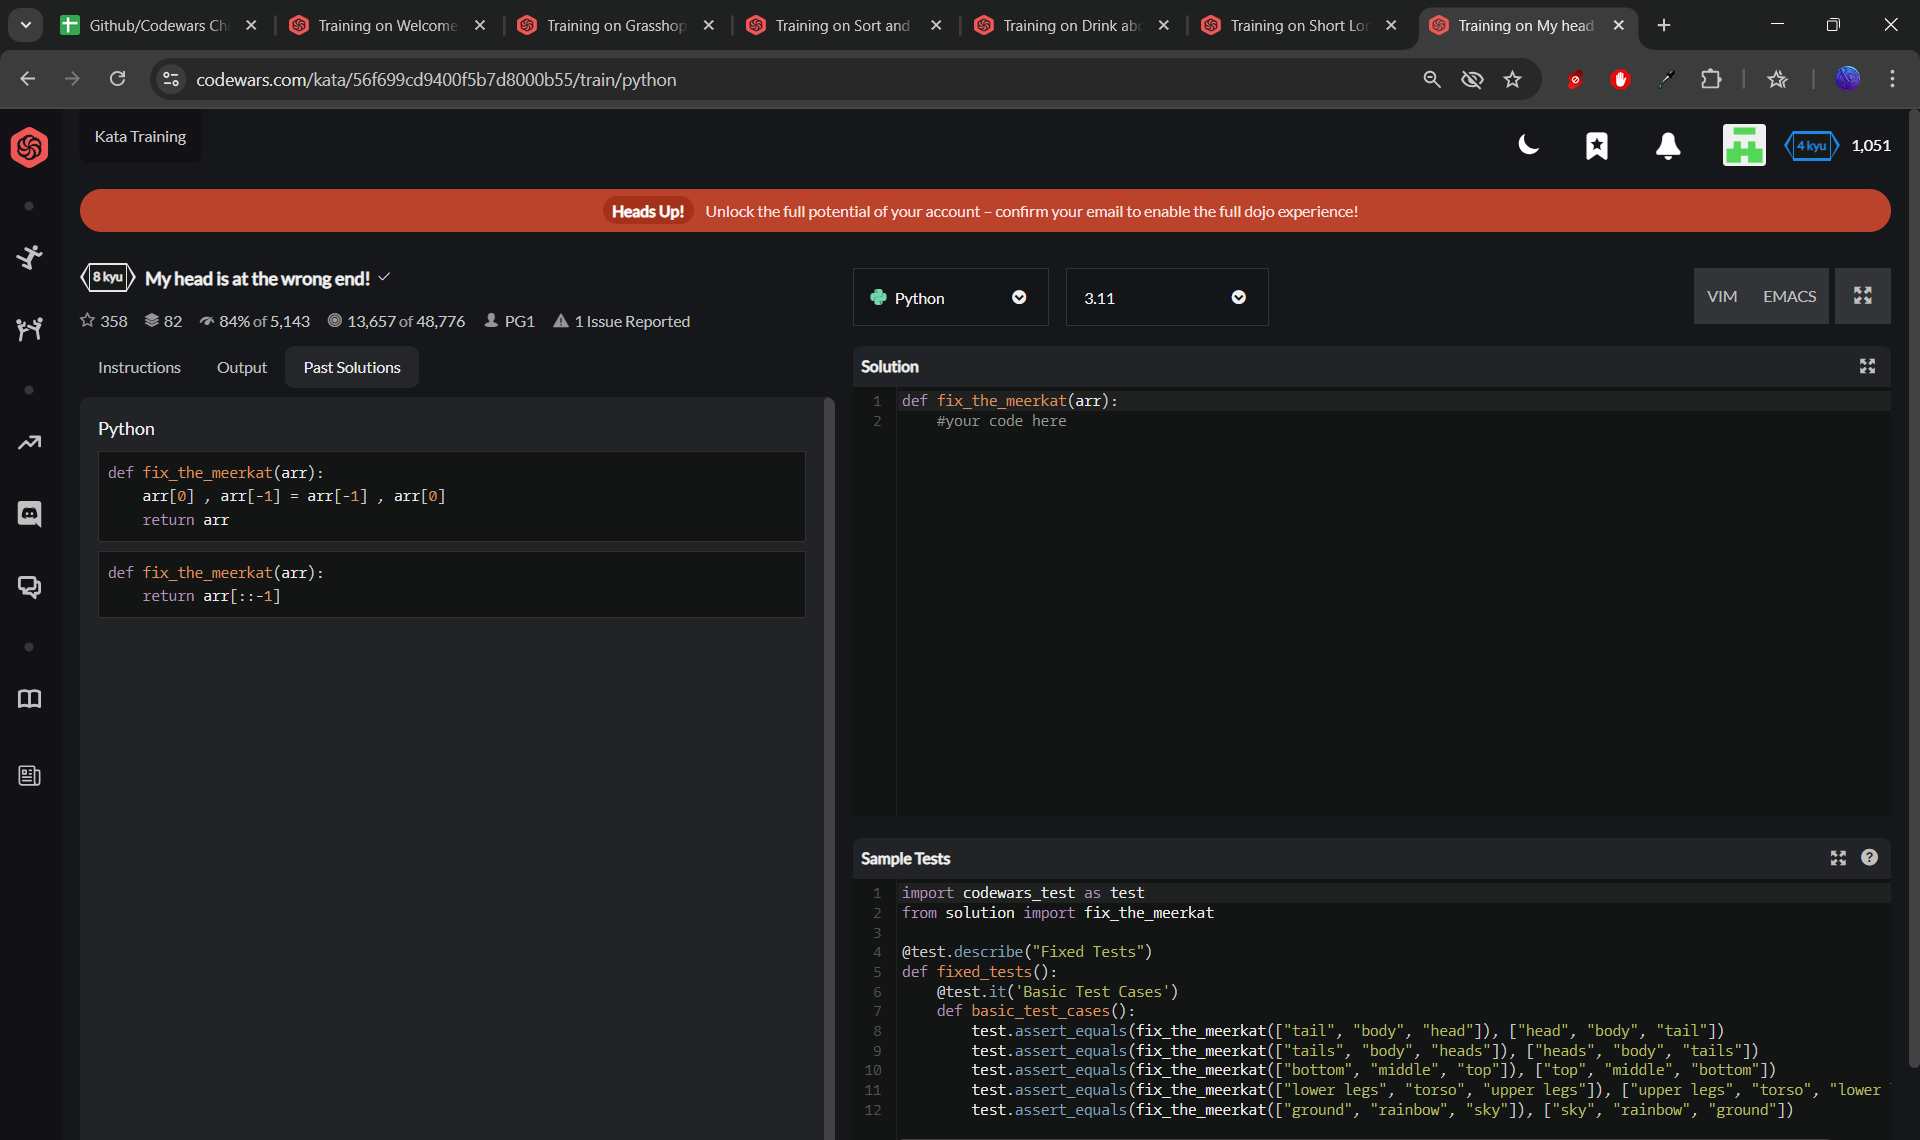 Github/Codewars Ch
Training on Welcome
Training on Grasshop
Training on Sort and
Training on Drink abo
Training on Short Lon
Training on My head
codewars.com/kata/56f699cd9400f5b7d8000b55/train/python
Kata Training
4 kyu
1,051
Heads Up! Unlock the full potential of your account – confirm your email to enable the full dojo experience!
8 kyu My head is at the wrong end!
358 82 84% of 5,143 13,657 of 48,776 PG1 1 Issue Reported
Instructions Output Past Solutions
Python
def fix_the_meerkat(arr):
    arr[0] , arr[-1] = arr[-1] , arr[0]
    return arr
def fix_the_meerkat(arr):
    return arr[::-1]
Python
3.11
VIM EMACS
Solution
1 def fix_the_meerkat(arr):
2     #your code here
Sample Tests
1 import codewars_test as test
2 from solution import fix_the_meerkat
3
4 @test.describe("Fixed Tests")
5 def fixed_tests():
6     @test.it('Basic Test Cases')
7     def basic_test_cases():
8         test.assert_equals(fix_the_meerkat(["tail", "body", "head"]), ["head", "body", "tail"])
9         test.assert_equals(fix_the_meerkat(["tails", "body", "heads"]), ["heads", "body", "tails"])
10         test.assert_equals(fix_the_meerkat(["bottom", "middle", "top"]), ["top", "middle", "bottom"])
11         test.assert_equals(fix_the_meerkat(["lower legs", "torso", "upper legs"]), ["upper legs", "torso", "lower
12         test.assert_equals(fix_the_meerkat(["ground", "rainbow", "sky"]), ["sky", "rainbow", "ground"])